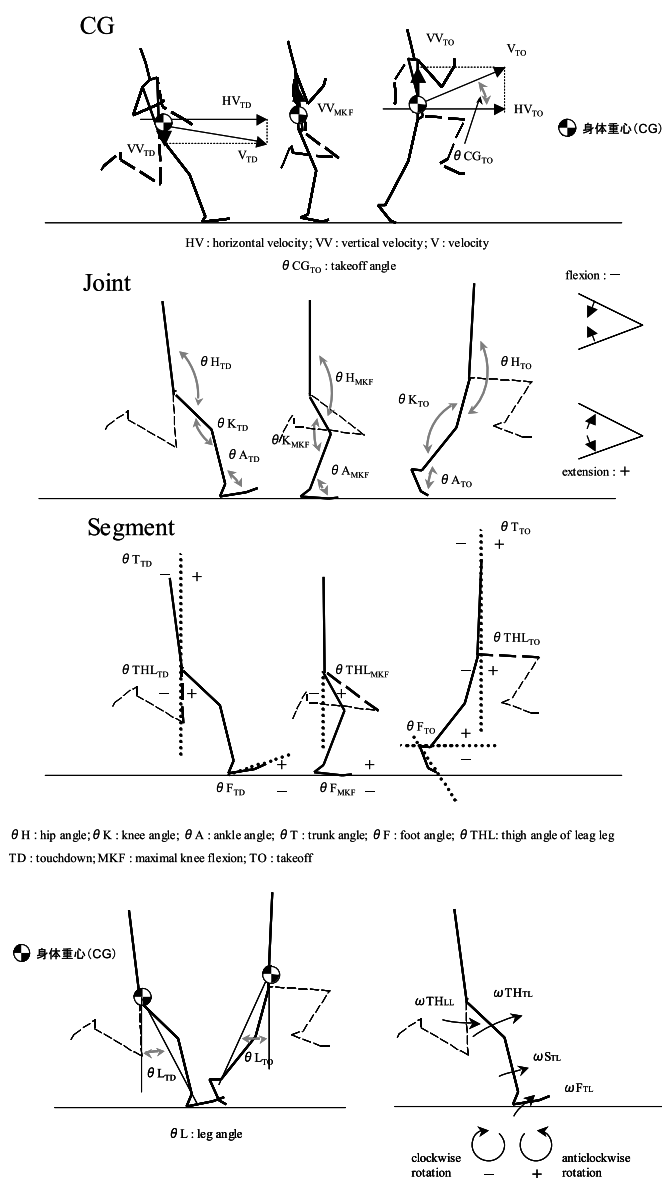 CG
VV_TO
V_TO
HV_TD
VV_MKF
HV_TO
身体重心(CG)
VV_TD
V_TD
θCG_TO
HV : horizontal velocity; VV : vertical velocity; V : velocity
θCG_TO : takeoff angle
Joint
flexion : −
θH_TD
θH_MKF
θH_TO
θK_TD
θK_MKF
θK_TO
θA_TD
θA_MKF
θA_TO
extension : +
Segment
θT_TD
− +
θT_TO
− +
θTHL_TD
− +
θTHL_MKF
− +
θTHL_TO
− +
θF_TO
+
−
θF_TD
+
−
θF_MKF
+
−
θH : hip angle; θK : knee angle; θA : ankle angle; θT : trunk angle; θF : foot angle; θTHL: thigh angle of leag leg
TD : touchdown; MKF : maximal knee flexion; TO : takeoff
身体重心(CG)
θL_TD
θL_TO
θL : leg angle
ωTH_LL
ωTH_TL
ωS_TL
ωF_TL
clockwise rotation −
+ anticlockwise rotation